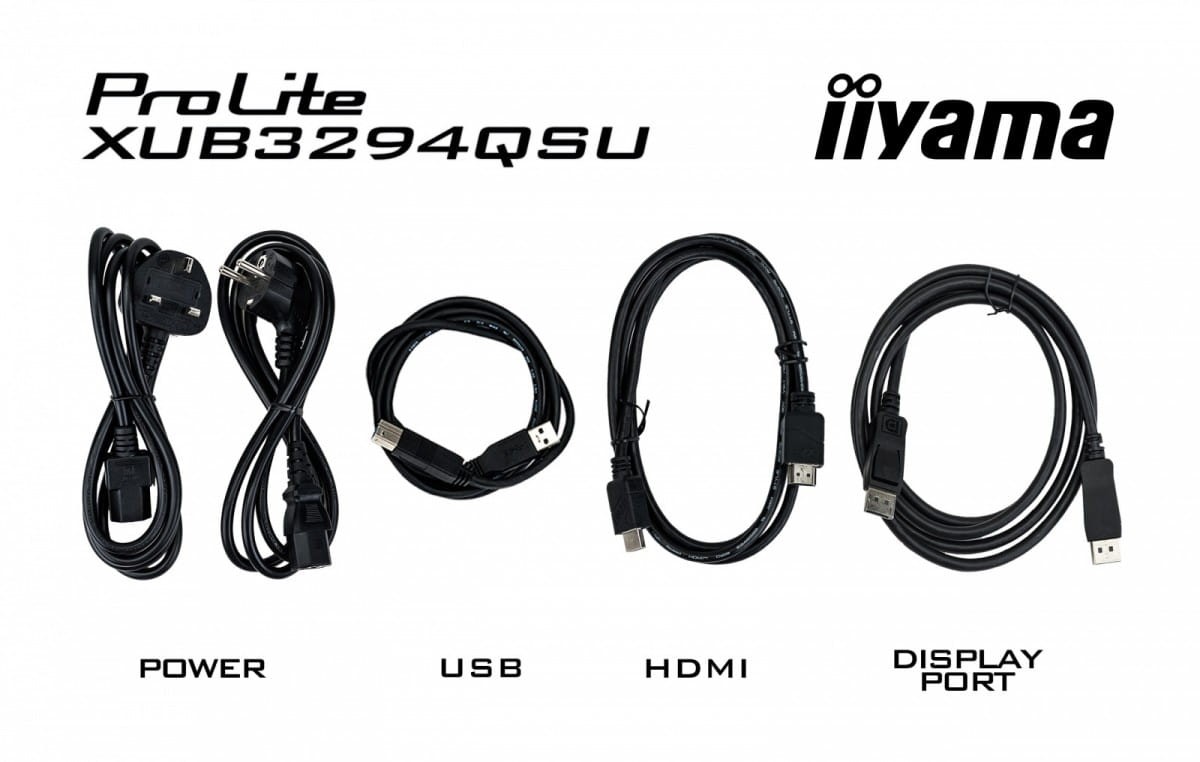 ProLite
XUB3294QSU
iiyama
POWER
USB
HDMI
DISPLAY
PORT